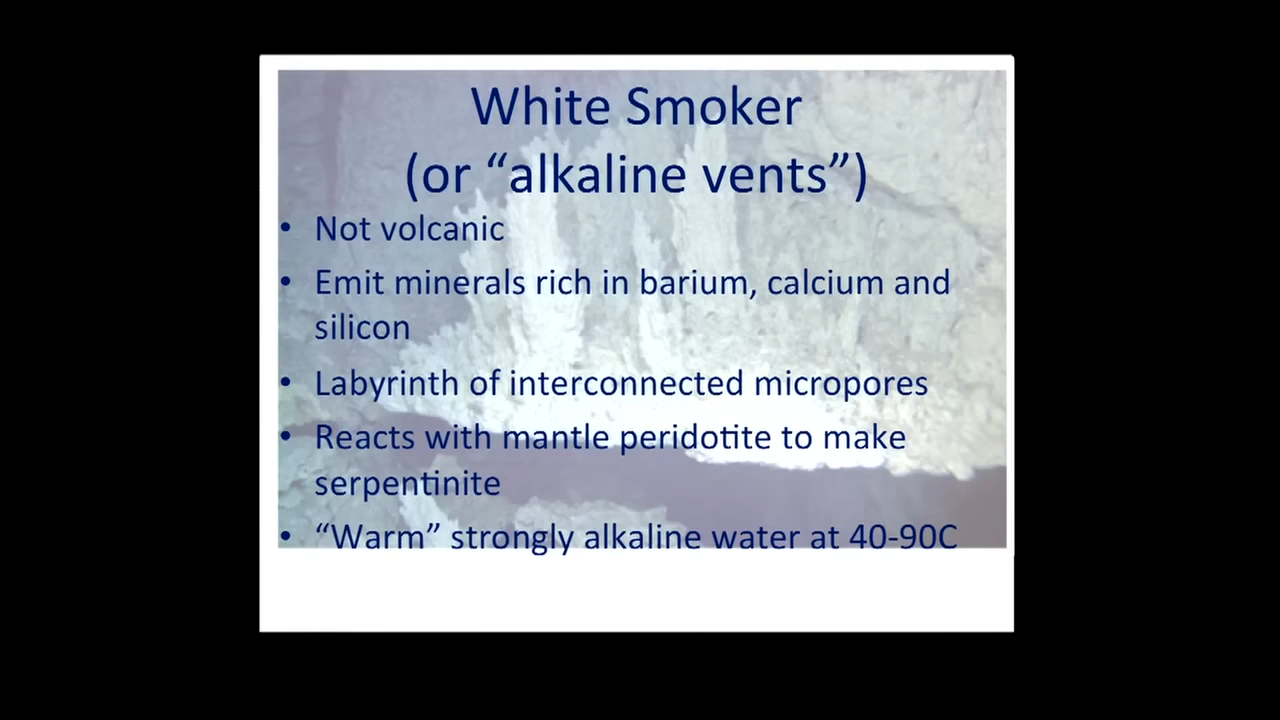 White Smoker
(or “alkaline vents”)
• Not volcanic
• Emit minerals rich in barium, calcium and
silicon
• Labyrinth of interconnected micropores
• Reacts with mantle peridotite to make
serpentinite
• “Warm” strongly alkaline water at 40-90C